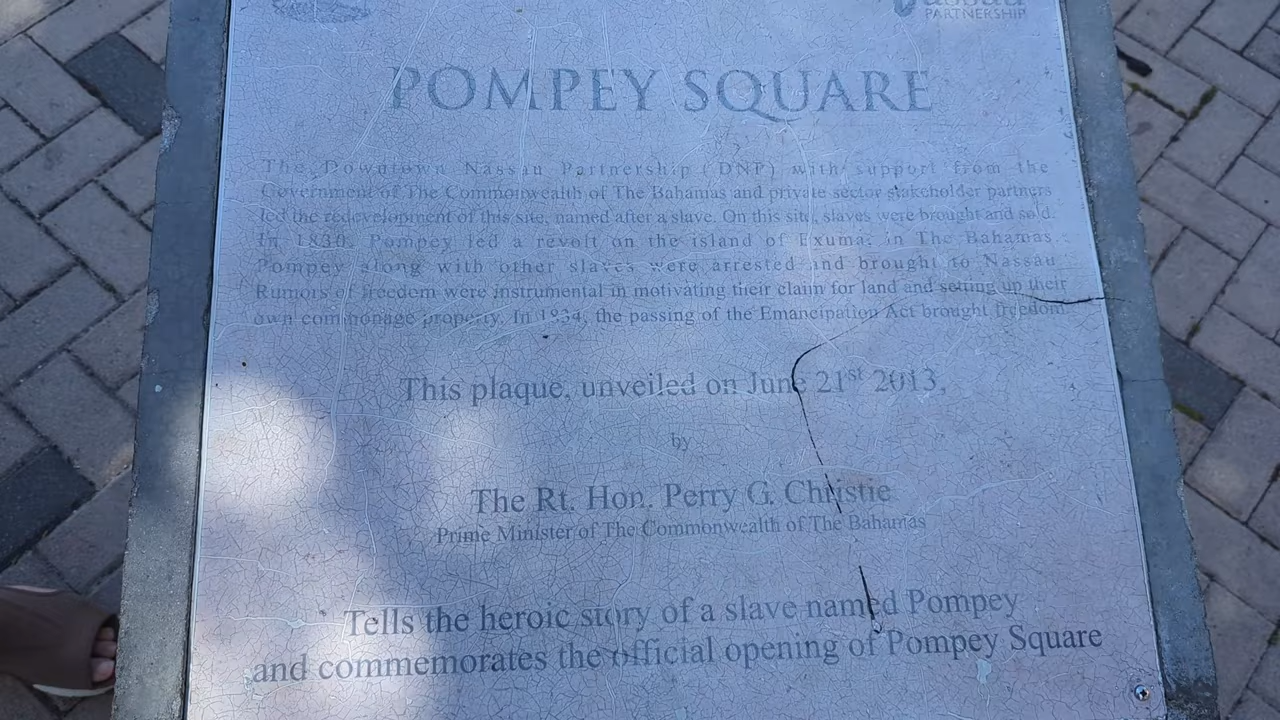 PARTNERSHIP
POMPEY SQUARE
The Downtown Nassau Partnership (DNP) with support from the
Government of The Commonwealth of The Bahamas and private sector stakeholder partners
led the redevelopment of this site, named after a slave. On this site, slaves were brought and sold.
In 1830, Pompey led a revolt on the island of Exuma, in The Bahamas.
Pompey along with other slaves were arrested and brought to Nassau
Rumors of freedom were instrumental in motivating their claim for land and setting up their
own commonage property. In 1834, the passing of the Emancipation Act brought freedom.
This plaque, unveiled on June 21st 2013,
by
The Rt. Hon. Perry G. Christie
Prime Minister of The Commonwealth of The Bahamas
Tells the heroic story of a slave named Pompey
and commemorates the official opening of Pompey Square